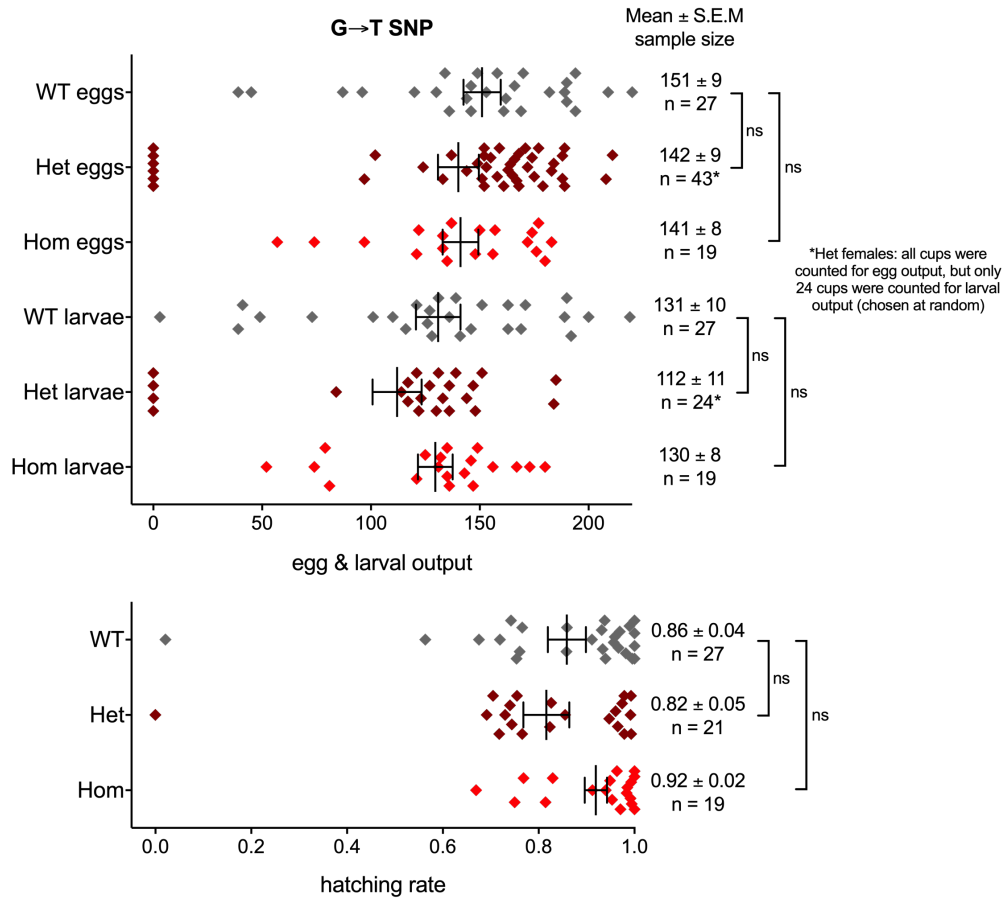 G→T SNP
Mean ± S.E.M
sample size
WT eggs
151 ± 9
n = 27
Het eggs
142 ± 9
n = 43*
Hom eggs
141 ± 8
n = 19
WT larvae
131 ± 10
n = 27
Het larvae
112 ± 11
n = 24*
Hom larvae
130 ± 8
n = 19
ns
ns
ns
ns
*Het females: all cups were
counted for egg output, but only
24 cups were counted for larval
output (chosen at random)
0
50
100
150
200
egg & larval output
WT
0.86 ± 0.04
n = 27
Het
0.82 ± 0.05
n = 21
Hom
0.92 ± 0.02
n = 19
ns
ns
0.0
0.2
0.4
0.6
0.8
1.0
hatching rate